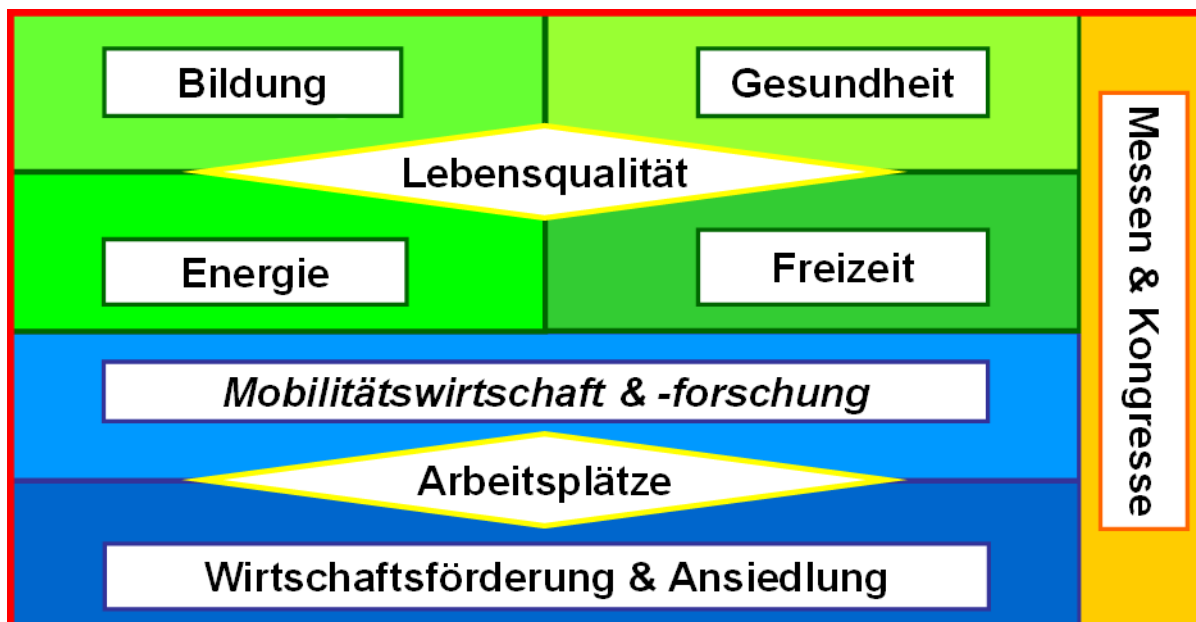 Bildung
Gesundheit
Lebensqualität
Energie
Freizeit
Mobilitätswirtschaft & -forschung
Arbeitsplätze
Wirtschaftsförderung & Ansiedlung
Messen & Kongresse